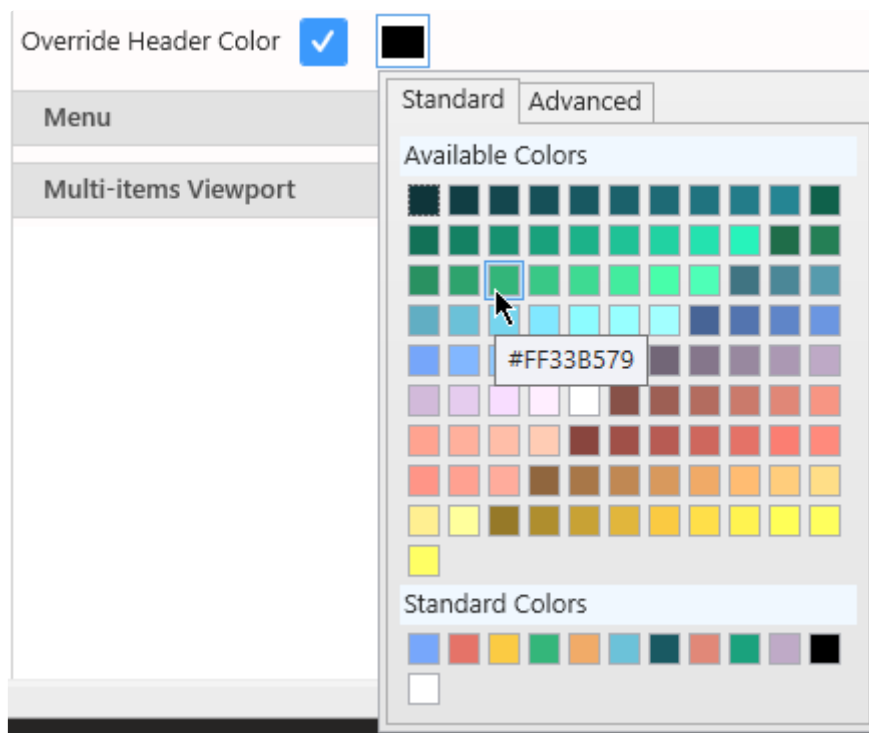 Override Header Color
Standard
Advanced
Menu
Available Colors
Multi-items Viewport
#FF33B579
Standard Colors